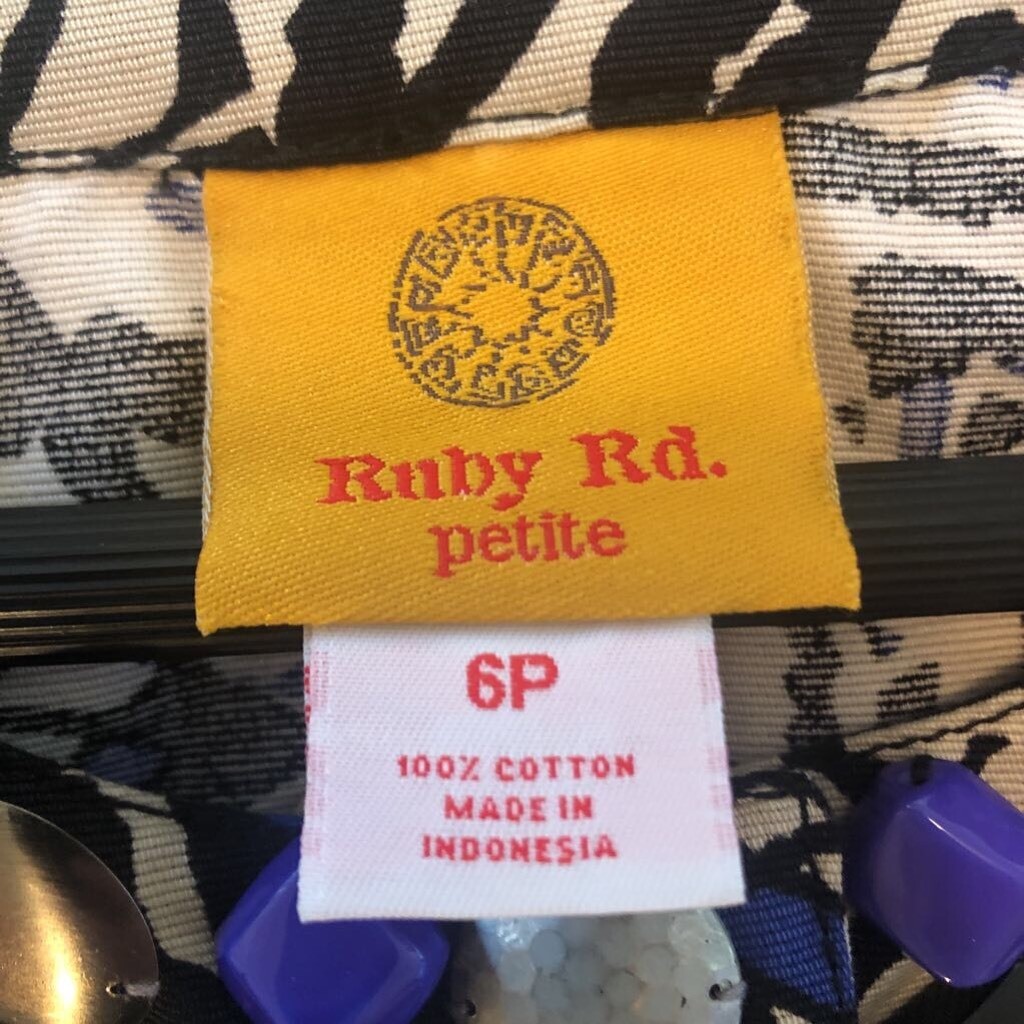 Ruby Rd.
petite
6P
100% COTTON
MADE IN
INDONESIA